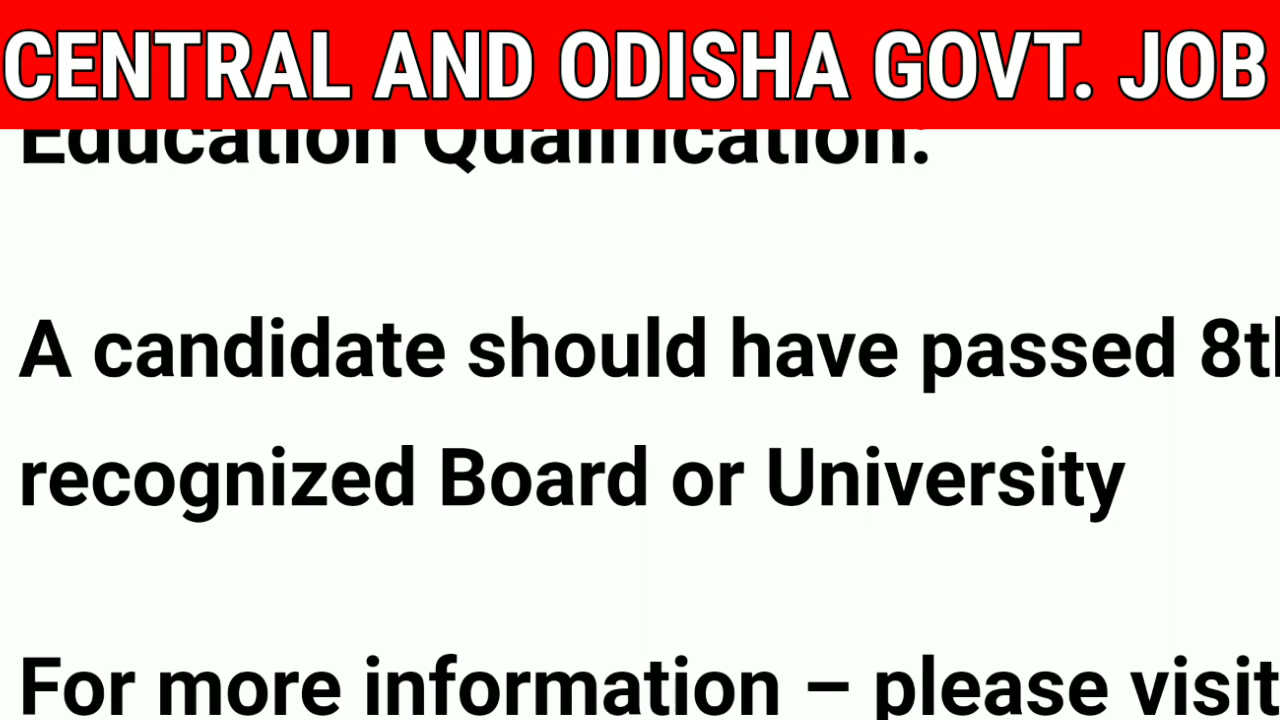 CENTRAL AND ODISHA GOVT. JOB
Education Qualification:
A candidate should have passed 8th
recognized Board or University
For more information – please visit